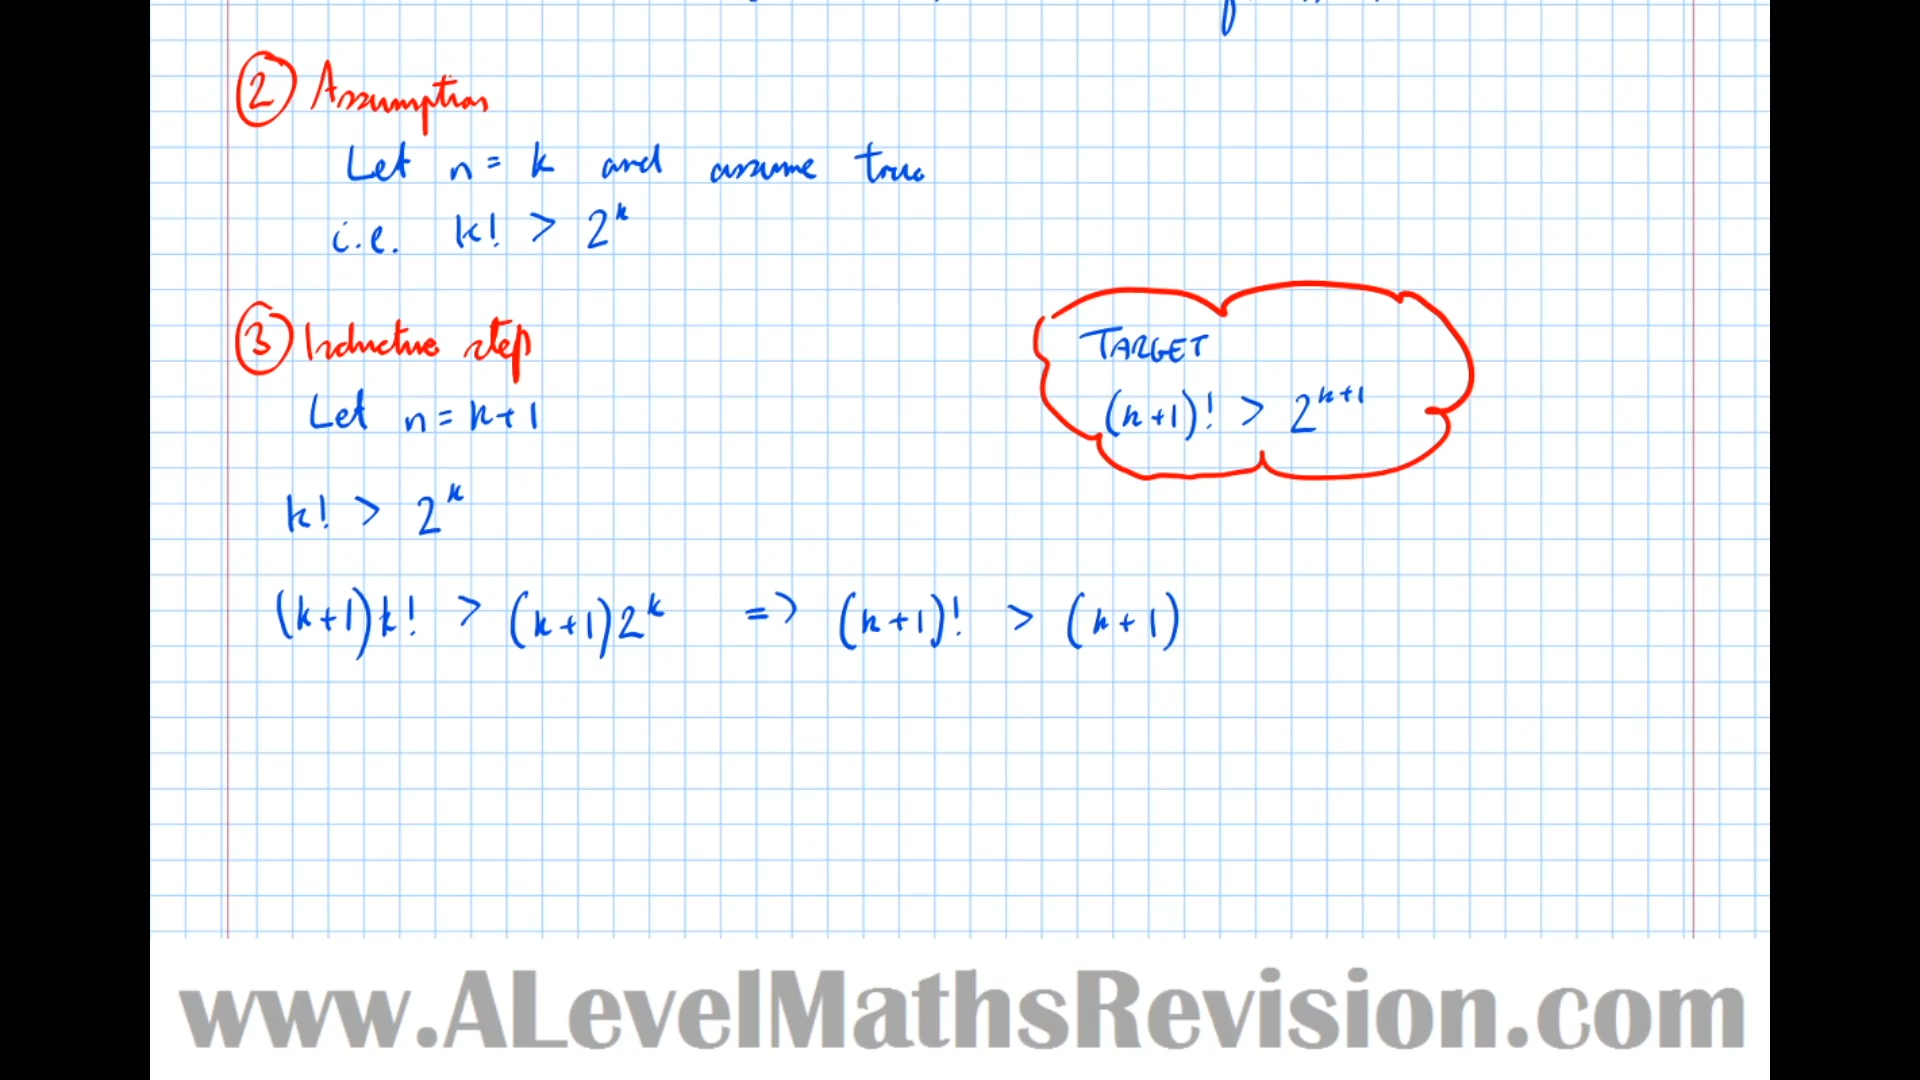 ② Assumption
Let n = k and assume true
i.e. k! > 2^k
③ Inductive step
Let n = k+1
TARGET
(k+1)! > 2^{k+1}
k! > 2^k
(k+1)k! > (k+1)2^k => (k+1)! > (k+1)
www.ALevelMathsRevision.com